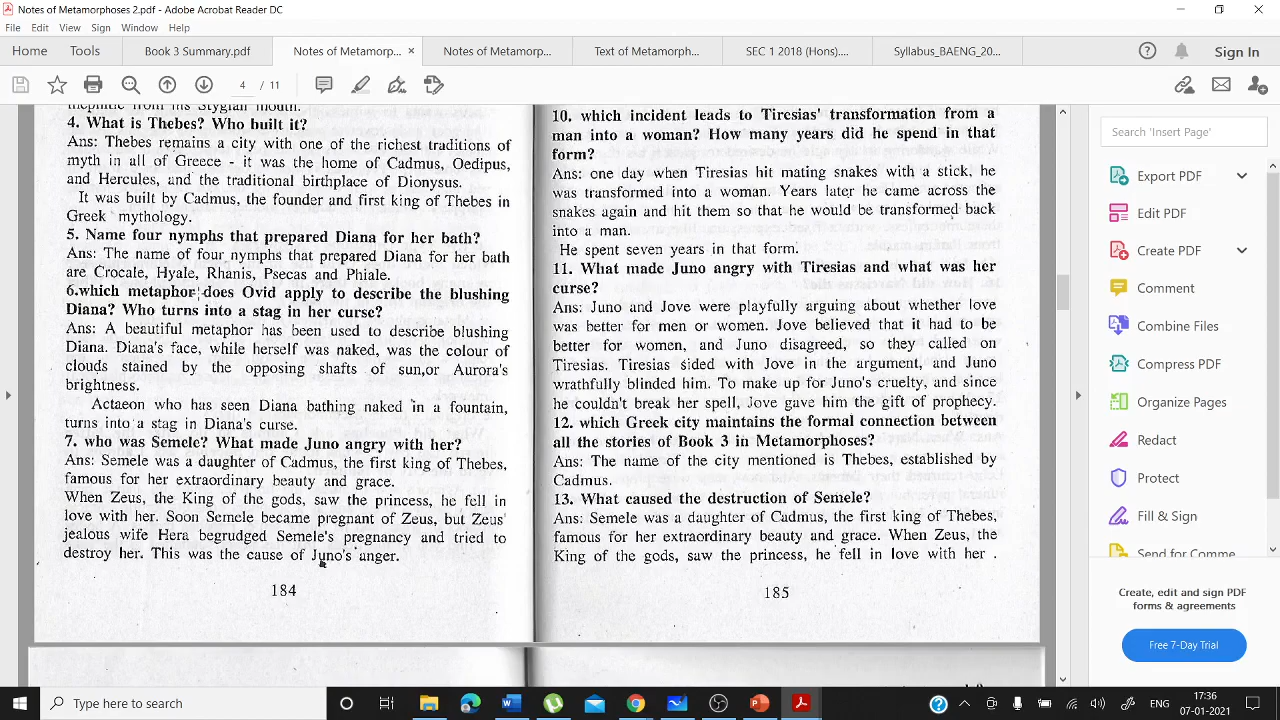 Notes of Metamorphoses 2.pdf - Adobe Acrobat Reader DC
File Edit View Sign Window Help
Home Tools Book 3 Summary.pdf Notes of Metamorp... × Notes of Metamorp... Text of Metamorph... SEC 1 2018 (Hons).... Syllabus_BAENG_20... Sign In
4 / 11
mephitic from his Stygian mouth.
4. What is Thebes? Who built it?
Ans: Thebes remains a city with one of the richest traditions of
myth in all of Greece - it was the home of Cadmus, Oedipus,
and Hercules, and the traditional birthplace of Dionysus.
It was built by Cadmus, the founder and first king of Thebes in
Greek mythology.
5. Name four nymphs that prepared Diana for her bath?
Ans: The name of four nymphs that prepared Diana for her bath
are Crocale, Hyale, Rhanis, Psecas and Phiale.
6.which metaphor does Ovid apply to describe the blushing
Diana? Who turns into a stag in her curse?
Ans: A beautiful metaphor has been used to describe blushing
Diana. Diana's face, while herself was naked, was the colour of
clouds stained by the opposing shafts of sun,or Aurora's
brightness.
Actaeon who has seen Diana bathing naked in a fountain,
turns into a stag in Diana's curse.
7. who was Semele? What made Juno angry with her?
Ans: Semele was a daughter of Cadmus, the first king of Thebes,
famous for her extraordinary beauty and grace.
When Zeus, the King of the gods, saw the princess, he fell in
love with her. Soon Semele became pregnant of Zeus, but Zeus'
jealous wife Hera begrudged Semele's pregnancy and tried to
destroy her. This was the cause of Juno's anger.
184
10. which incident leads to Tiresias' transformation from a
man into a woman? How many years did he spend in that
form?
Ans: one day when Tiresias hit mating snakes with a stick, he
was transformed into a woman. Years later he came across the
snakes again and hit them so that he would be transformed back
into a man.
He spent seven years in that form.
11. What made Juno angry with Tiresias and what was her
curse?
Ans: Juno and Jove were playfully arguing about whether love
was better for men or women. Jove believed that it had to be
better for women, and Juno disagreed, so they called on
Tiresias. Tiresias sided with Jove in the argument, and Juno
wrathfully blinded him. To make up for Juno's cruelty, and since
he couldn't break her spell, Jove gave him the gift of prophecy.
12. which Greek city maintains the formal connection between
all the stories of Book 3 in Metamorphoses?
Ans: The name of the city mentioned is Thebes, established by
Cadmus.
13. What caused the destruction of Semele?
Ans: Semele was a daughter of Cadmus, the first king of Thebes,
famous for her extraordinary beauty and grace. When Zeus, the
King of the gods, saw the princess, he fell in love with her .
185
Search 'Insert Page'
Export PDF
Edit PDF
Create PDF
Comment
Combine Files
Compress PDF
Organize Pages
Redact
Protect
Fill & Sign
Send for Comme
Create, edit and sign PDF
forms & agreements
Free 7-Day Trial
Type here to search
ENG
17:36
07-01-2021